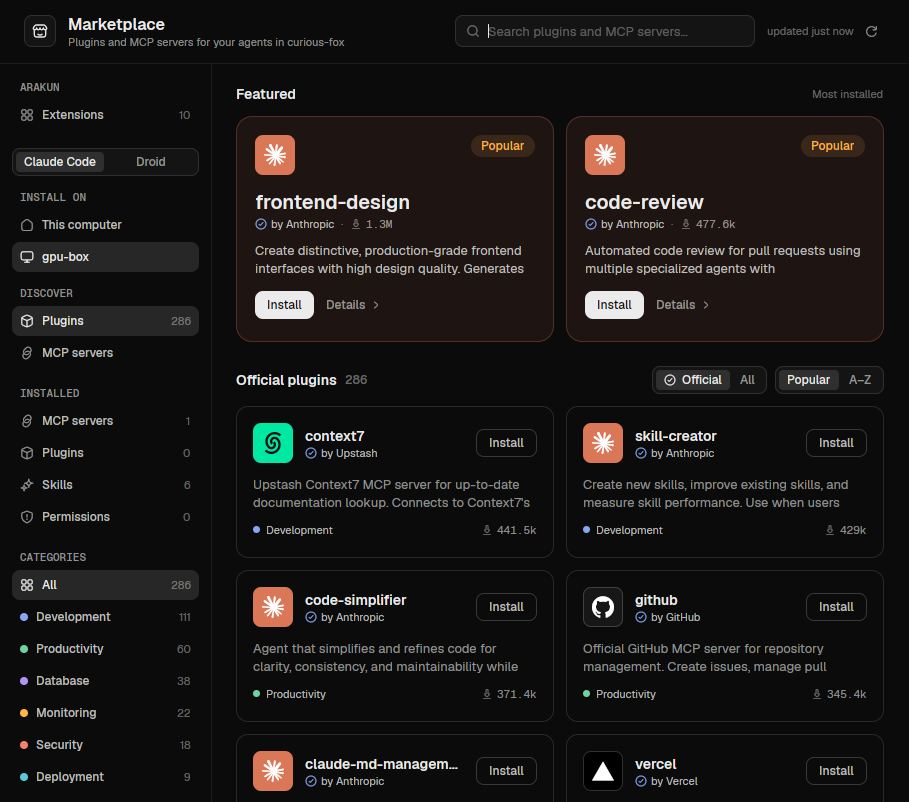 Marketplace
Plugins and MCP servers for your agents in curious-fox
Search plugins and MCP servers...
updated just now
ARAKUN
Extensions 10
Claude Code Droid
INSTALL ON
This computer
gpu-box
DISCOVER
Plugins 286
MCP servers
INSTALLED
MCP servers 1
Plugins 0
Skills 6
Permissions 0
CATEGORIES
All 286
Development 111
Productivity 60
Database 38
Monitoring 22
Security 18
Deployment 9
Featured
Most installed
Popular
frontend-design
by Anthropic · 1.3M
Create distinctive, production-grade frontend
interfaces with high design quality. Generates
Install Details
Popular
code-review
by Anthropic · 477.6k
Automated code review for pull requests using
multiple specialized agents with
Install Details
Official plugins 286
Official All
Popular A–Z
context7
by Upstash
Install
Upstash Context7 MCP server for up-to-date
documentation lookup. Connects to Context7's
Development 441.5k
skill-creator
by Anthropic
Install
Create new skills, improve existing skills, and
measure skill performance. Use when users
Development 429k
code-simplifier
by Anthropic
Install
Agent that simplifies and refines code for
clarity, consistency, and maintainability while
Productivity 371.4k
github
by GitHub
Install
Official GitHub MCP server for repository
management. Create issues, manage pull
Productivity 345.4k
claude-md-managem...
by Anthropic
Install
vercel
by Vercel
Install